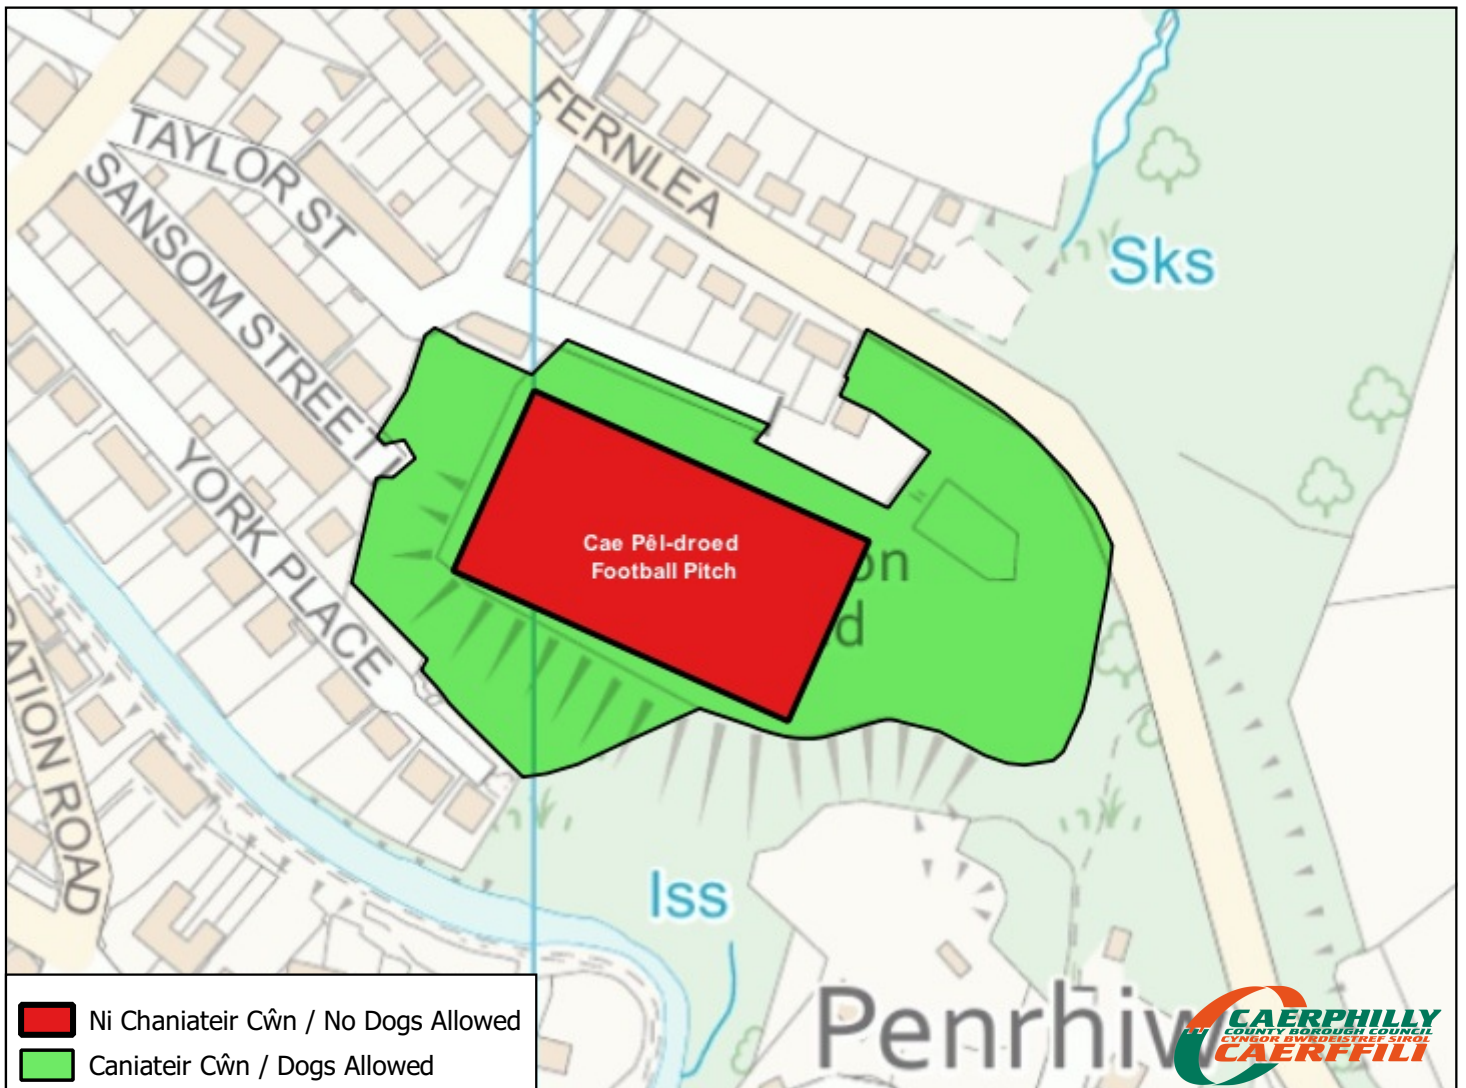 FERNLEA
TAYLOR ST
SANSOM STREET
YORK PLACE
Sks
Cae Pêl-droed
Football Pitch
on
d
ATION ROAD
Iss
Penrhiw
Ni Chaniateir Cŵn / No Dogs Allowed
Caniateir Cŵn / Dogs Allowed
CAERPHILLY
COUNTY BOROUGH COUNCIL
CYNGOR BWRDEISTREF SIROL
CAERFFILI